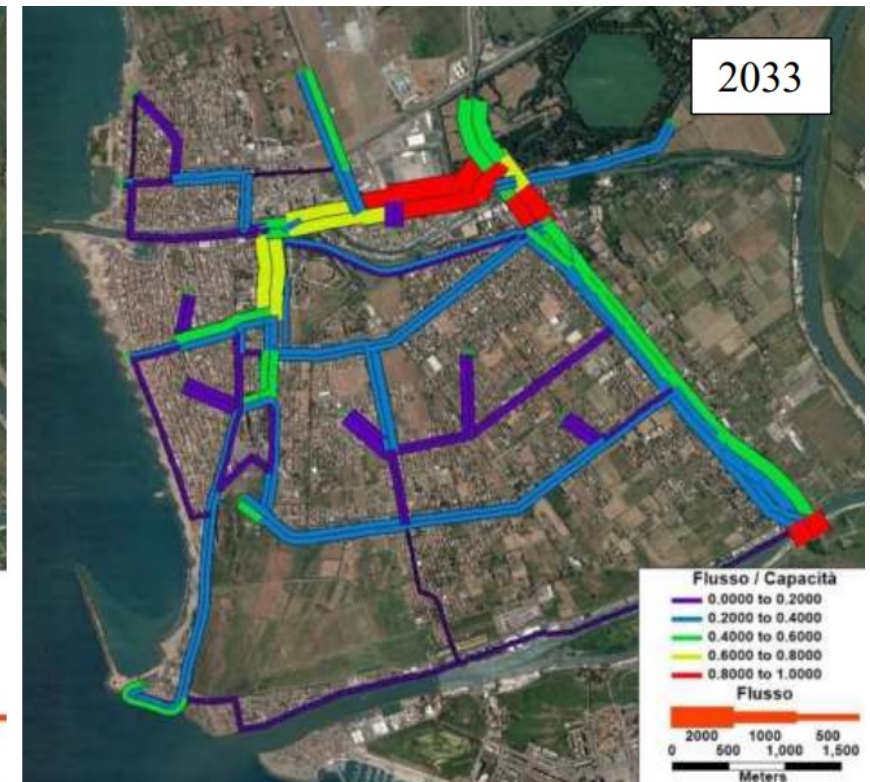 2033
Flusso / Capacità
0.0000 to 0.2000
0.2000 to 0.4000
0.4000 to 0.6000
0.6000 to 0.8000
0.8000 to 1.0000
Flusso
2000 1000 500
0 500 1,000 1,500
Meters